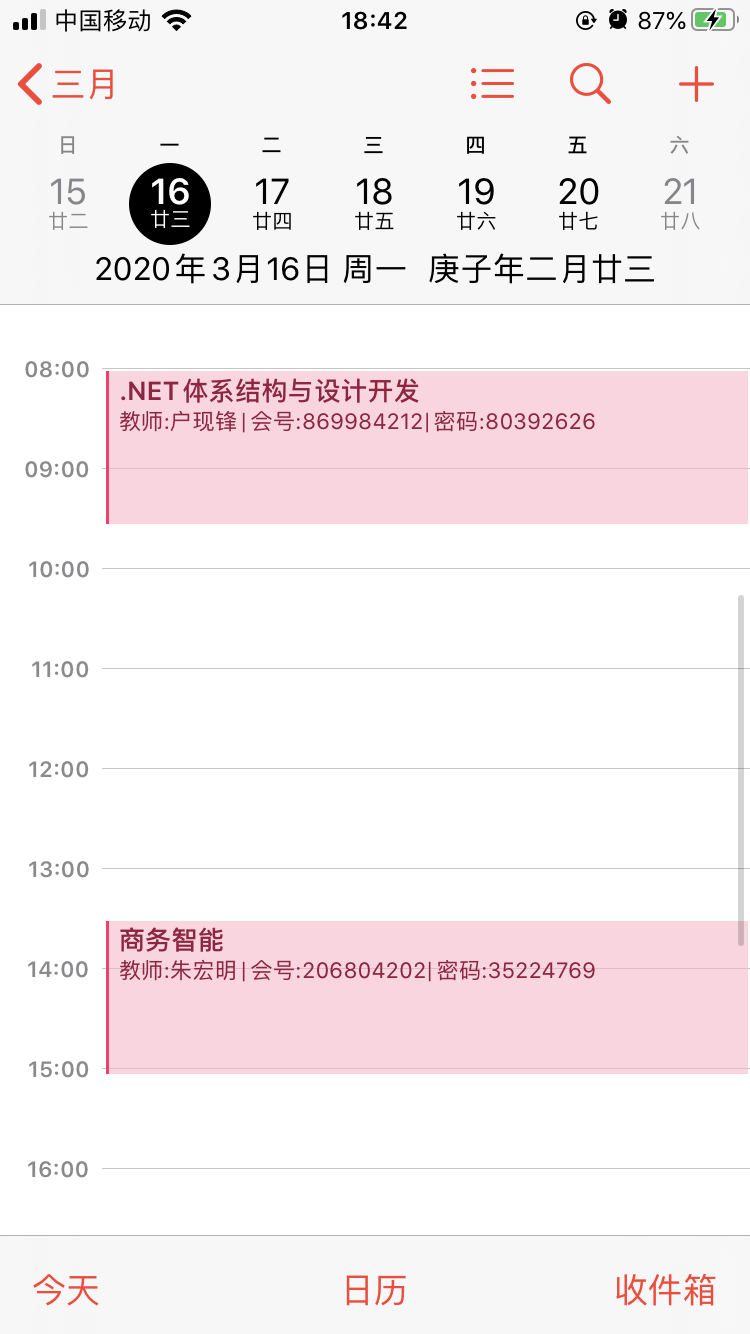 中国移动 18:42 87%
三月
日 一 二 三 四 五 六
15 16 17 18 19 20 21
廿二 廿三 廿四 廿五 廿六 廿七 廿八
2020年3月16日 周一 庚子年二月廿三
08:00
.NET体系结构与设计开发
教师:户现锋|会号:869984212|密码:80392626
09:00
10:00
11:00
12:00
13:00
商务智能
14:00 教师:朱宏明|会号:206804202|密码:35224769
15:00
16:00
今天 日历 收件箱